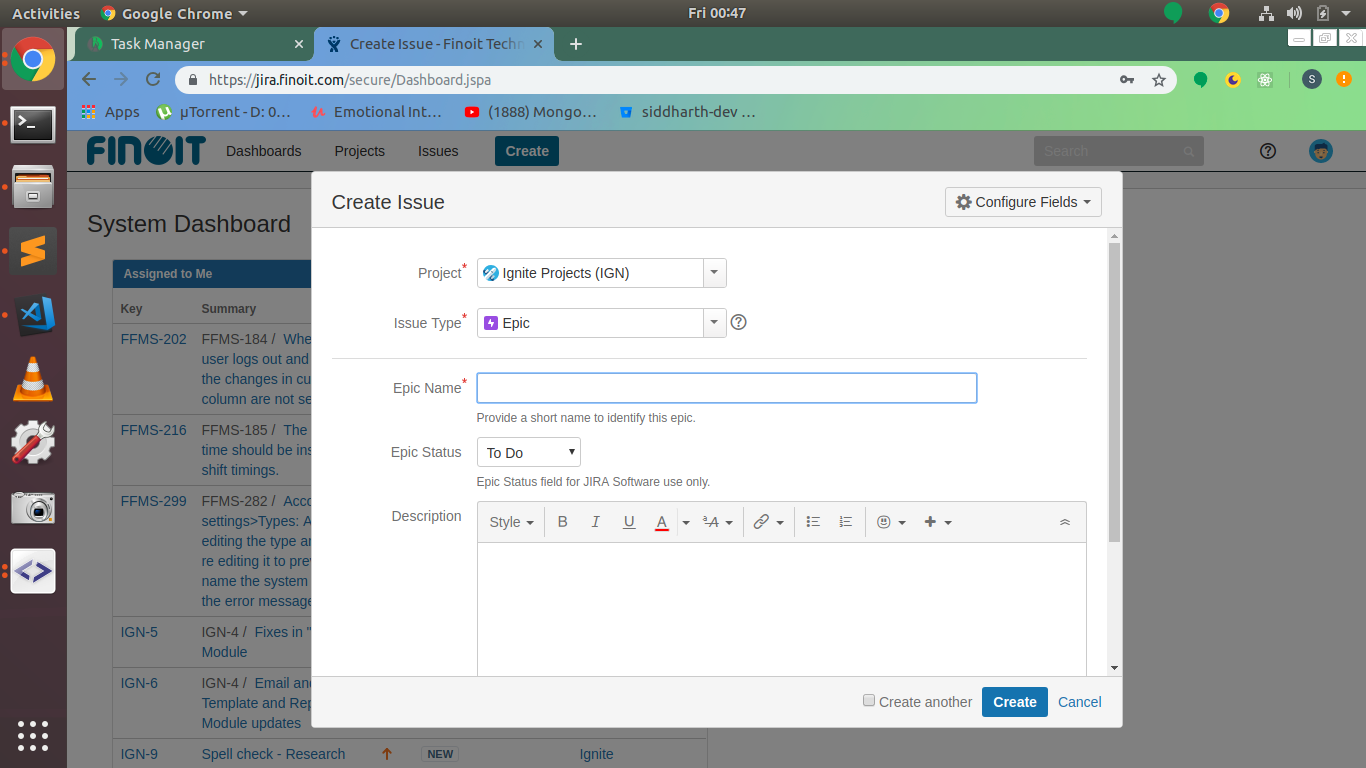 Activities Google Chrome Fri 00:47
Task Manager Create Issue - Finoit Techn
https://jira.finoit.com/secure/Dashboard.jspa S
Apps µTorrent - D: 0... Emotional Int... (1888) Mongo... siddharth-dev ...
FINOIT Dashboards Projects Issues Create Search
Create Issue Configure Fields
System Dashboard
Assigned to Me
Key Summary
FFMS-202 FFMS-184 / Whe
user logs out and
the changes in cu
column are not se
FFMS-216 FFMS-185 / The
time should be ins
shift timings.
FFMS-299 FFMS-282 / Acco
settings>Types: A
editing the type ar
re editing it to prev
name the system
the error message
IGN-5 IGN-4 / Fixes in "
Module
IGN-6 IGN-4 / Email and
Template and Rep
Module updates
IGN-9 Spell check - Research NEW Ignite
Project* Ignite Projects (IGN)
Issue Type* Epic
Epic Name*
Provide a short name to identify this epic.
Epic Status To Do
Epic Status field for JIRA Software use only.
Description Style B I U A
Create another Create Cancel